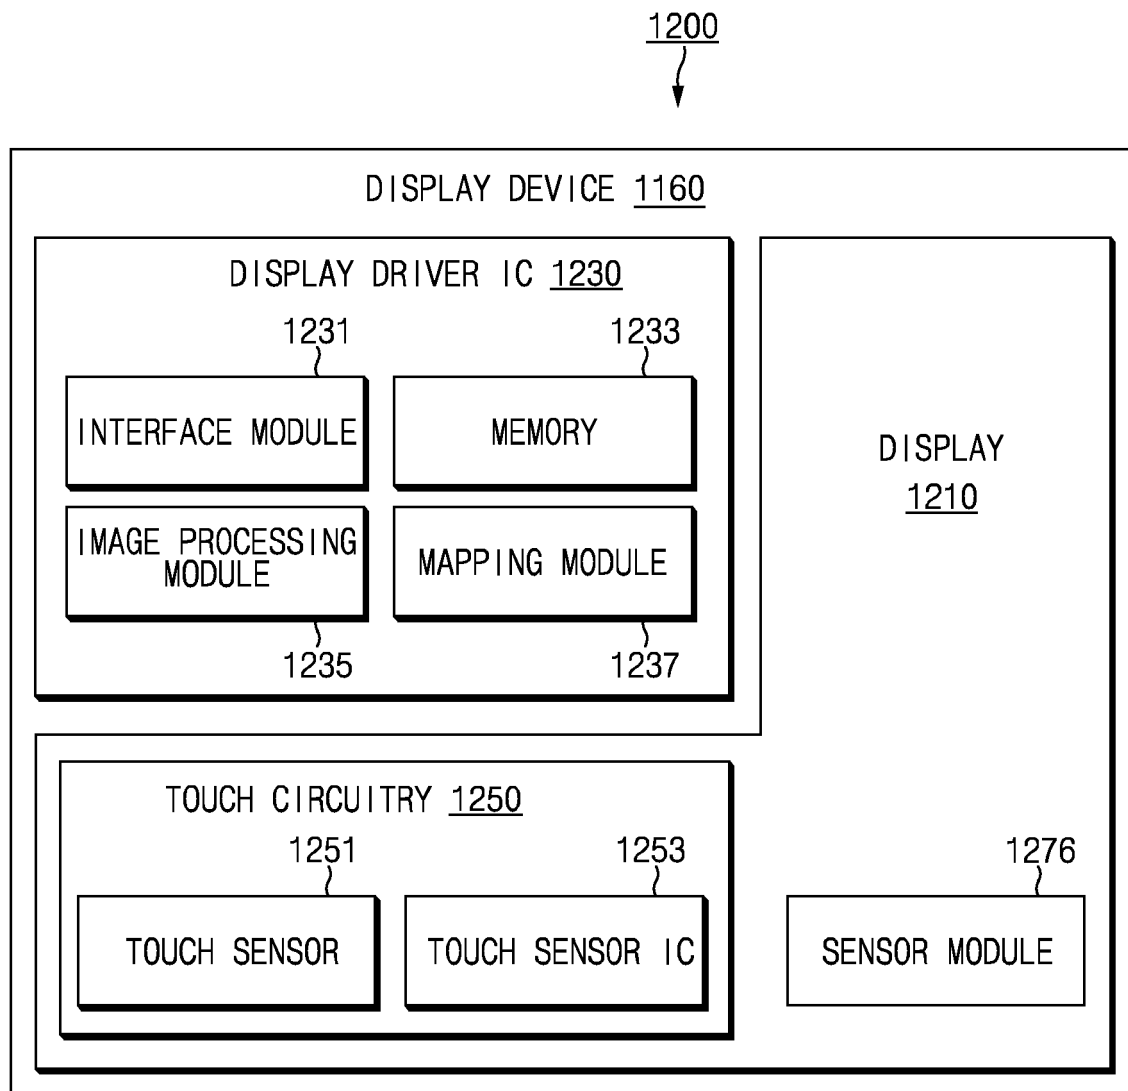 1200
DISPLAY DEVICE 1160
DISPLAY DRIVER IC 1230
1231
1233
INTERFACE MODULE
MEMORY
IMAGE PROCESSING
MODULE
MAPPING MODULE
1235
1237
DISPLAY
1210
TOUCH CIRCUITRY 1250
1251
1253
1276
TOUCH SENSOR
TOUCH SENSOR IC
SENSOR MODULE